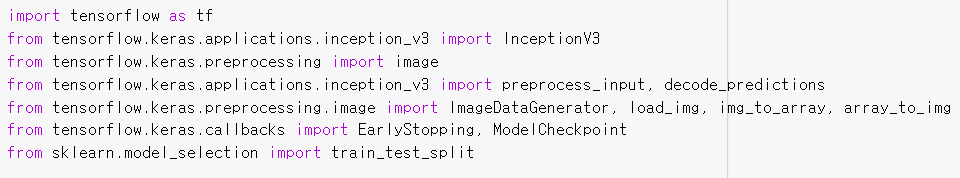 import tensorflow as tf
from tensorflow.keras.applications.inception_v3 import InceptionV3
from tensorflow.keras.preprocessing import image
from tensorflow.keras.applications.inception_v3 import preprocess_input, decode_predictions
from tensorflow.keras.preprocessing.image import ImageDataGenerator, load_img, img_to_array, array_to_img
from tensorflow.keras.callbacks import EarlyStopping, ModelCheckpoint
from sklearn.model_selection import train_test_split